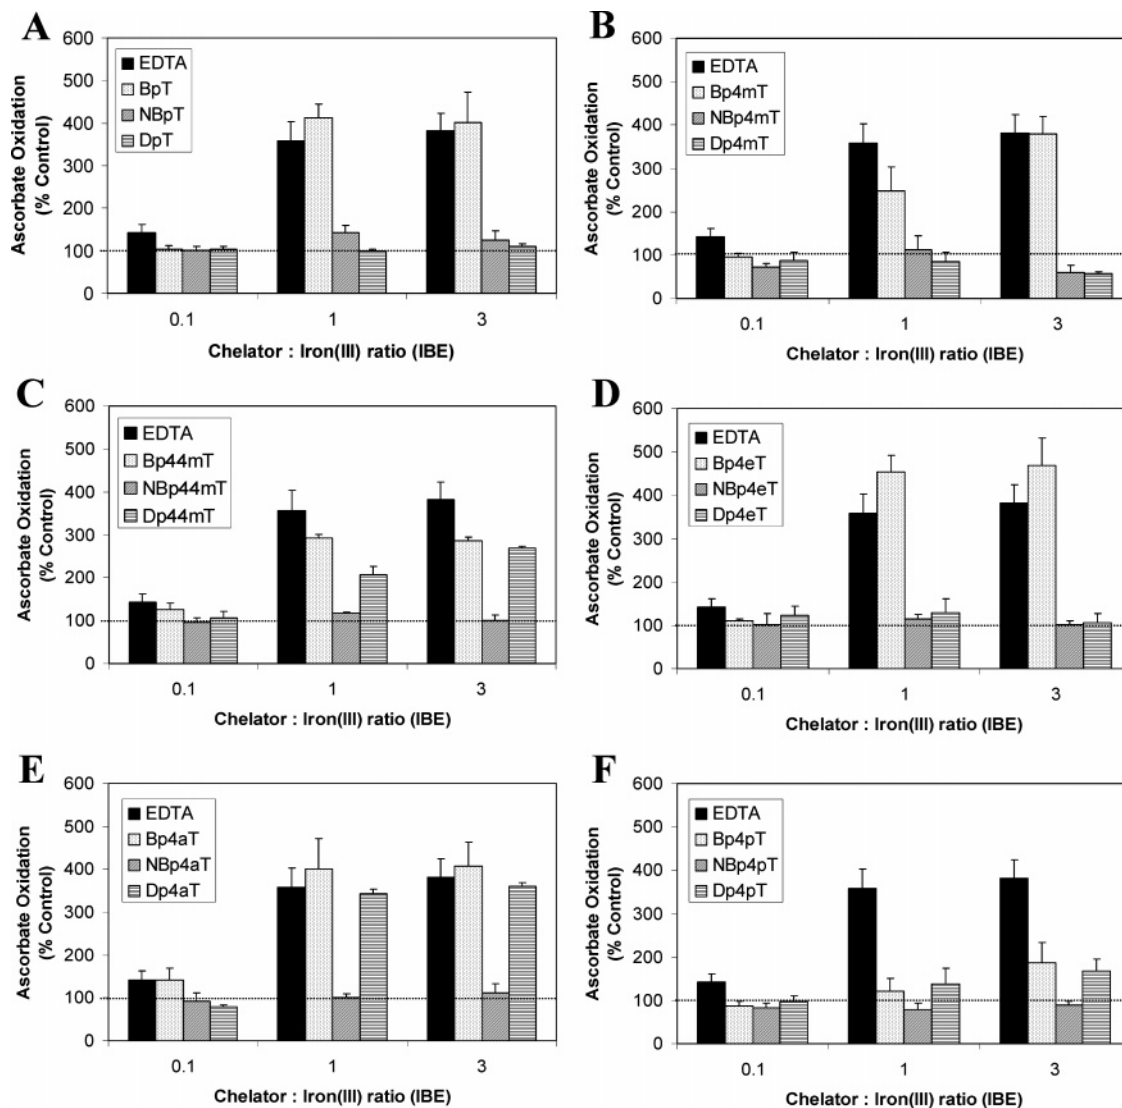 A
Ascorbate Oxidation
(% Control)
600
500
400
300
200
100
0
EDTA
BpT
NBpT
DpT
0.1
1
3
Chelator : Iron(III) ratio (IBE)
B
Ascorbate Oxidation
(% Control)
600
500
400
300
200
100
0
EDTA
Bp4mT
NBp4mT
Dp4mT
0.1
1
3
Chelator : Iron(III) ratio (IBE)
C
Ascorbate Oxidation
(% Control)
600
500
400
300
200
100
0
EDTA
Bp44mT
NBp44mT
Dp44mT
0.1
1
3
Chelator : Iron(III) ratio (IBE)
D
Ascorbate Oxidation
(% Control)
600
500
400
300
200
100
0
EDTA
Bp4eT
NBp4eT
Dp4eT
0.1
1
3
Chelator : Iron(III) ratio (IBE)
E
Ascorbate Oxidation
(% Control)
600
500
400
300
200
100
0
EDTA
Bp4aT
NBp4aT
Dp4aT
0.1
1
3
Chelator : Iron(III) ratio (IBE)
F
Ascorbate Oxidation
(% Control)
600
500
400
300
200
100
0
EDTA
Bp4pT
NBp4pT
Dp4pT
0.1
1
3
Chelator : Iron(III) ratio (IBE)